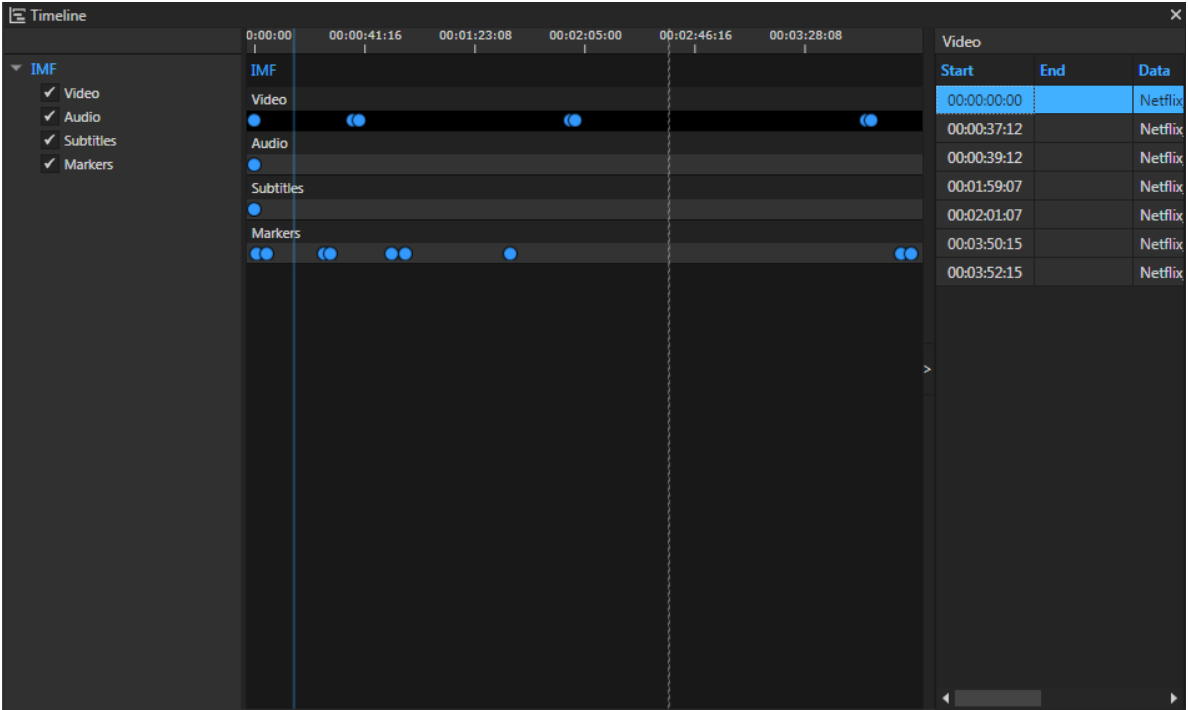 Timeline
0:00:00 00:00:41:16 00:01:23:08 00:02:05:00 00:02:46:16 00:03:28:08
IMF
Video
Audio
Subtitles
Markers
IMF
Video
Audio
Subtitles
Markers
>
Video
Start End Data
00:00:00:00 Netflix
00:00:37:12 Netflix
00:00:39:12 Netflix
00:01:59:07 Netflix
00:02:01:07 Netflix
00:03:50:15 Netflix
00:03:52:15 Netflix